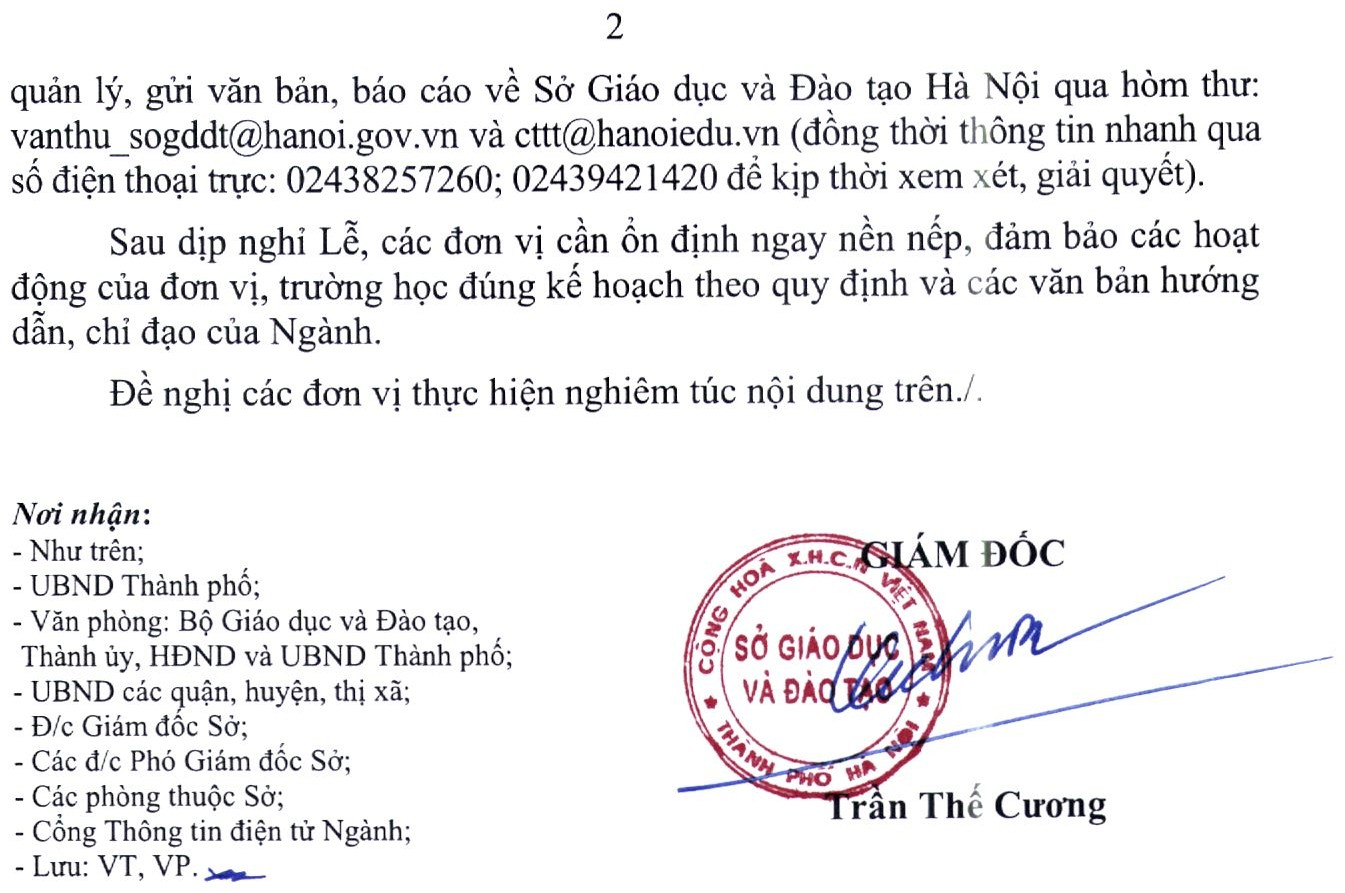 2
quản lý, gửi văn bản, báo cáo về Sở Giáo dục và Đào tạo Hà Nội qua hòm thư:
vanthu_sogddt@hanoi.gov.vn và cttt@hanoiedu.vn (đồng thời thông tin nhanh qua
số điện thoại trực: 02438257260; 02439421420 để kịp thời xem xét, giải quyết).
Sau dịp nghỉ Lễ, các đơn vị cần ổn định ngay nền nếp, đảm bảo các hoạt
động của đơn vị, trường học đúng kế hoạch theo quy định và các văn bản hướng
dẫn, chỉ đạo của Ngành.
Đề nghị các đơn vị thực hiện nghiêm túc nội dung trên./.
Nơi nhận:
- Như trên;
- UBND Thành phố;
- Văn phòng: Bộ Giáo dục và Đào tạo,
Thành ủy, HĐND và UBND Thành phố;
- UBND các quận, huyện, thị xã;
- Đ/c Giám đốc Sở;
- Các đ/c Phó Giám đốc Sở;
- Các phòng thuộc Sở;
- Cổng Thông tin điện tử Ngành;
- Lưu: VT, VP.
GIÁM ĐỐC
CỘNG HOÀ X.H.C.N VIỆT NAM
SỞ GIÁO DỤC
VÀ ĐÀO TẠO
THÀNH PHỐ HÀ NỘI
Trần Thế Cương